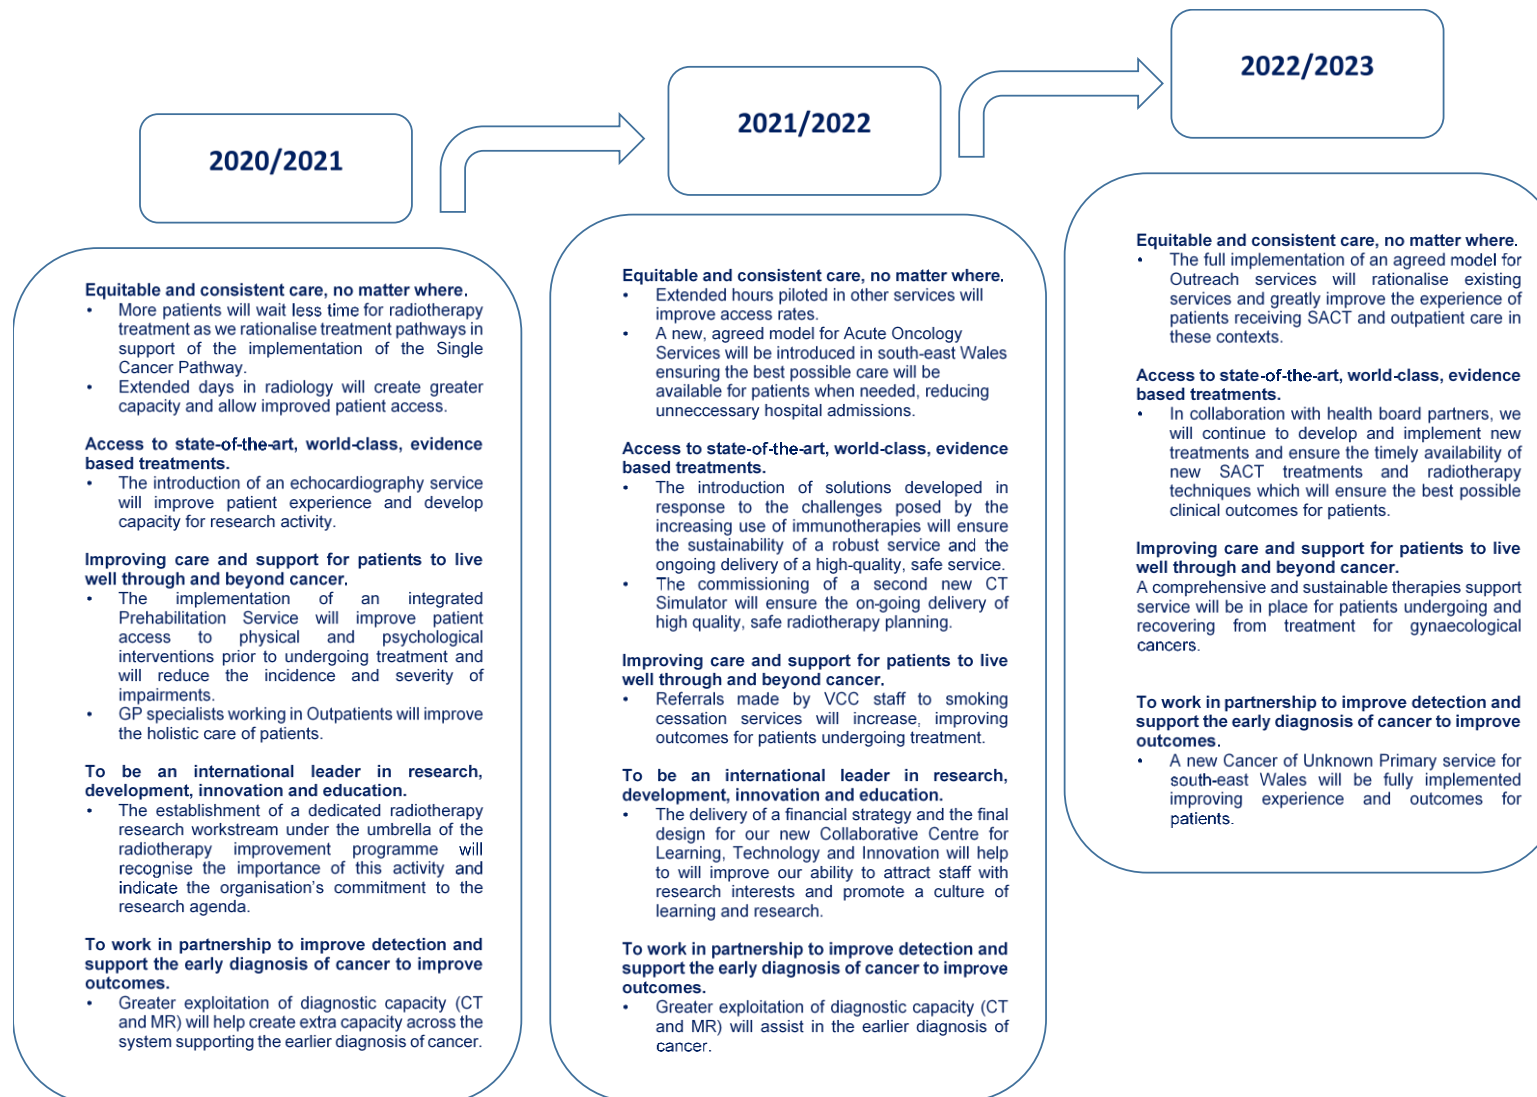 2020/2021
Equitable and consistent care, no matter where.
• More patients will wait less time for radiotherapy
treatment as we rationalise treatment pathways in
support of the implementation of the Single
Cancer Pathway.
• Extended days in radiology will create greater
capacity and allow improved patient access.
Access to state-of-the-art, world-class, evidence
based treatments.
• The introduction of an echocardiography service
will improve patient experience and develop
capacity for research activity.
Improving care and support for patients to live
well through and beyond cancer.
• The implementation of an integrated
Prehabilitation Service will improve patient
access to physical and psychological
interventions prior to undergoing treatment and
will reduce the incidence and severity of
impairments.
• GP specialists working in Outpatients will improve
the holistic care of patients.
To be an international leader in research,
development, innovation and education.
• The establishment of a dedicated radiotherapy
research workstream under the umbrella of the
radiotherapy improvement programme will
recognise the importance of this activity and
indicate the organisation's commitment to the
research agenda.
To work in partnership to improve detection and
support the early diagnosis of cancer to improve
outcomes.
• Greater exploitation of diagnostic capacity (CT
and MR) will help create extra capacity across the
system supporting the earlier diagnosis of cancer.
2021/2022
Equitable and consistent care, no matter where.
• Extended hours piloted in other services will
improve access rates.
• A new, agreed model for Acute Oncology
Services will be introduced in south-east Wales
ensuring the best possible care will be
available for patients when needed, reducing
unneccessary hospital admissions.
Access to state-of-the-art, world-class, evidence
based treatments.
• The introduction of solutions developed in
response to the challenges posed by the
increasing use of immunotherapies will ensure
the sustainability of a robust service and the
ongoing delivery of a high-quality, safe service.
• The commissioning of a second new CT
Simulator will ensure the on-going delivery of
high quality, safe radiotherapy planning.
Improving care and support for patients to live
well through and beyond cancer.
• Referrals made by VCC staff to smoking
cessation services will increase, improving
outcomes for patients undergoing treatment.
To be an international leader in research,
development, innovation and education.
• The delivery of a financial strategy and the final
design for our new Collaborative Centre for
Learning, Technology and Innovation will help
to will improve our ability to attract staff with
research interests and promote a culture of
learning and research.
To work in partnership to improve detection and
support the early diagnosis of cancer to improve
outcomes.
• Greater exploitation of diagnostic capacity (CT
and MR) will assist in the earlier diagnosis of
cancer.
2022/2023
Equitable and consistent care, no matter where.
• The full implementation of an agreed model for
Outreach services will rationalise existing
services and greatly improve the experience of
patients receiving SACT and outpatient care in
these contexts.
Access to state-of-the-art, world-class, evidence
based treatments.
• In collaboration with health board partners, we
will continue to develop and implement new
treatments and ensure the timely availability of
new SACT treatments and radiotherapy
techniques which will ensure the best possible
clinical outcomes for patients.
Improving care and support for patients to live
well through and beyond cancer.
A comprehensive and sustainable therapies support
service will be in place for patients undergoing and
recovering from treatment for gynaecological
cancers.
To work in partnership to improve detection and
support the early diagnosis of cancer to improve
outcomes.
• A new Cancer of Unknown Primary service for
south-east Wales will be fully implemented
improving experience and outcomes for
patients.